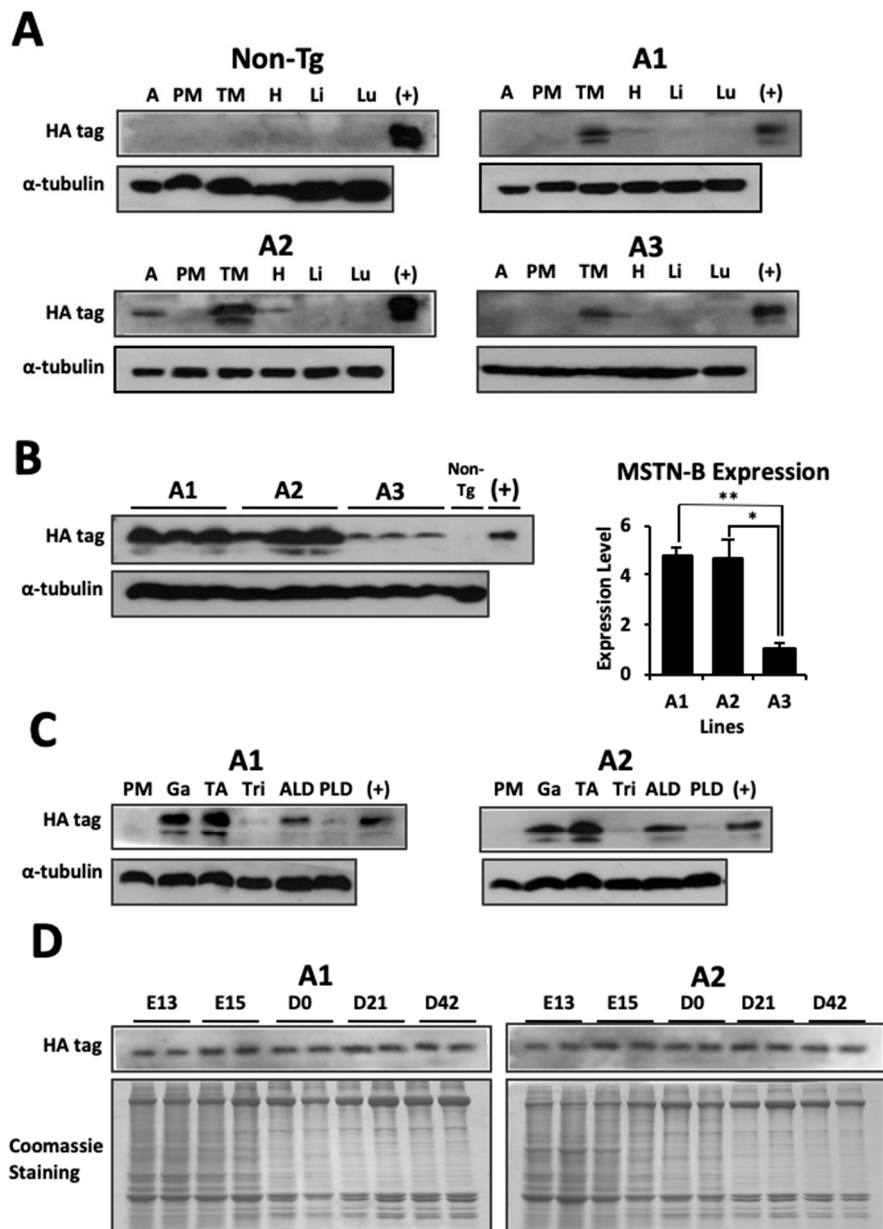 A
Non-Tg
A PM TM H Li Lu (+)
HA tag
α-tubulin
A1
A PM TM H Li Lu (+)
A2
A PM TM H Li Lu (+)
HA tag
α-tubulin
A3
A PM TM H Li Lu (+)
B
A1 A2 A3 Non-
Tg (+)
HA tag
α-tubulin
MSTN-B Expression
**
*
Expression Level
6
4
2
0
A1 A2 A3
Lines
C
A1
PM Ga TA Tri ALD PLD (+)
HA tag
α-tubulin
A2
PM Ga TA Tri ALD PLD (+)
D
A1
E13 E15 D0 D21 D42
HA tag
Coomassie
Staining
A2
E13 E15 D0 D21 D42